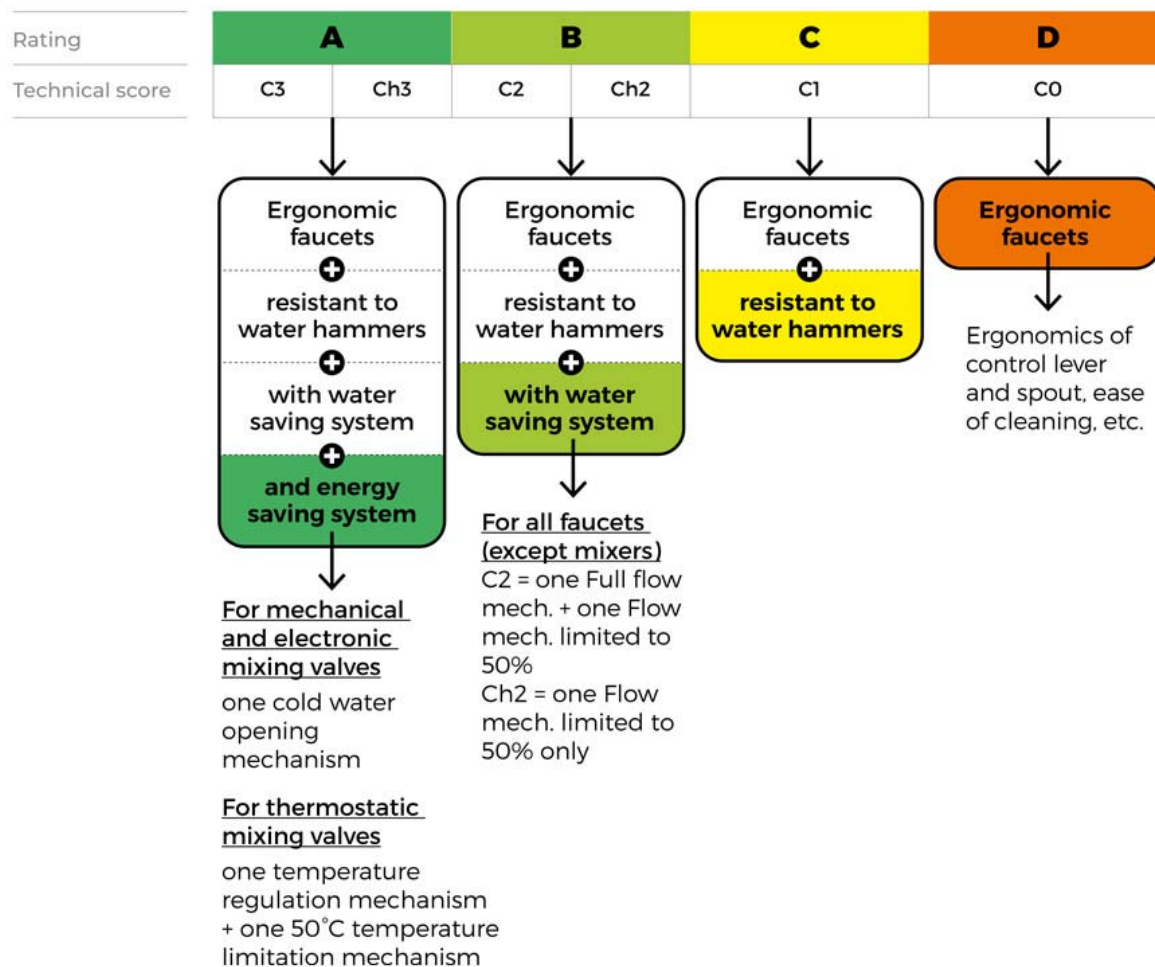 Rating
A
B
C
D
Technical score
C3
Ch3
C2
Ch2
C1
C0
Ergonomic
faucets
resistant to
water hammers
with water
saving system
and energy
saving system
For mechanical
and electronic
mixing valves
one cold water
opening
mechanism
For thermostatic
mixing valves
one temperature
regulation mechanism
+ one 50°C temperature
limitation mechanism
Ergonomic
faucets
resistant to
water hammers
with water
saving system
For all faucets
(except mixers)
C2 = one Full flow
mech. + one Flow
mech. limited to
50%
Ch2 = one Flow
mech. limited to
50% only
Ergonomic
faucets
resistant to
water hammers
Ergonomic
faucets
Ergonomics of
control lever
and spout, ease
of cleaning, etc.